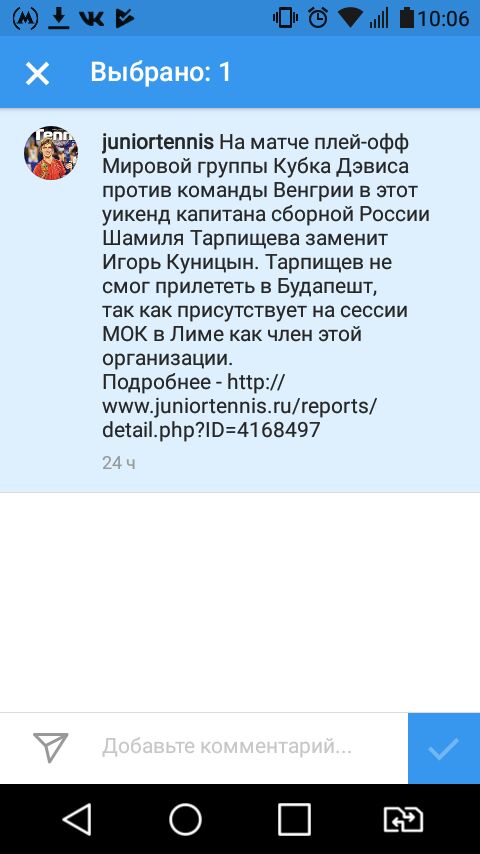 10:06
Выбрано: 1
Tenn
juniortennis На матче плей-офф
Мировой группы Кубка Дэвиса
против команды Венгрии в этот
уикенд капитана сборной России
Шамиля Тарпищева заменит
Игорь Куницын. Тарпищев не
смог прилететь в Будапешт,
так как присутствует на сессии
МОК в Лиме как член этой
организации.
Подробнее - http://
www.juniortennis.ru/reports/
detail.php?ID=4168497
24 ч
Добавьте комментарий...